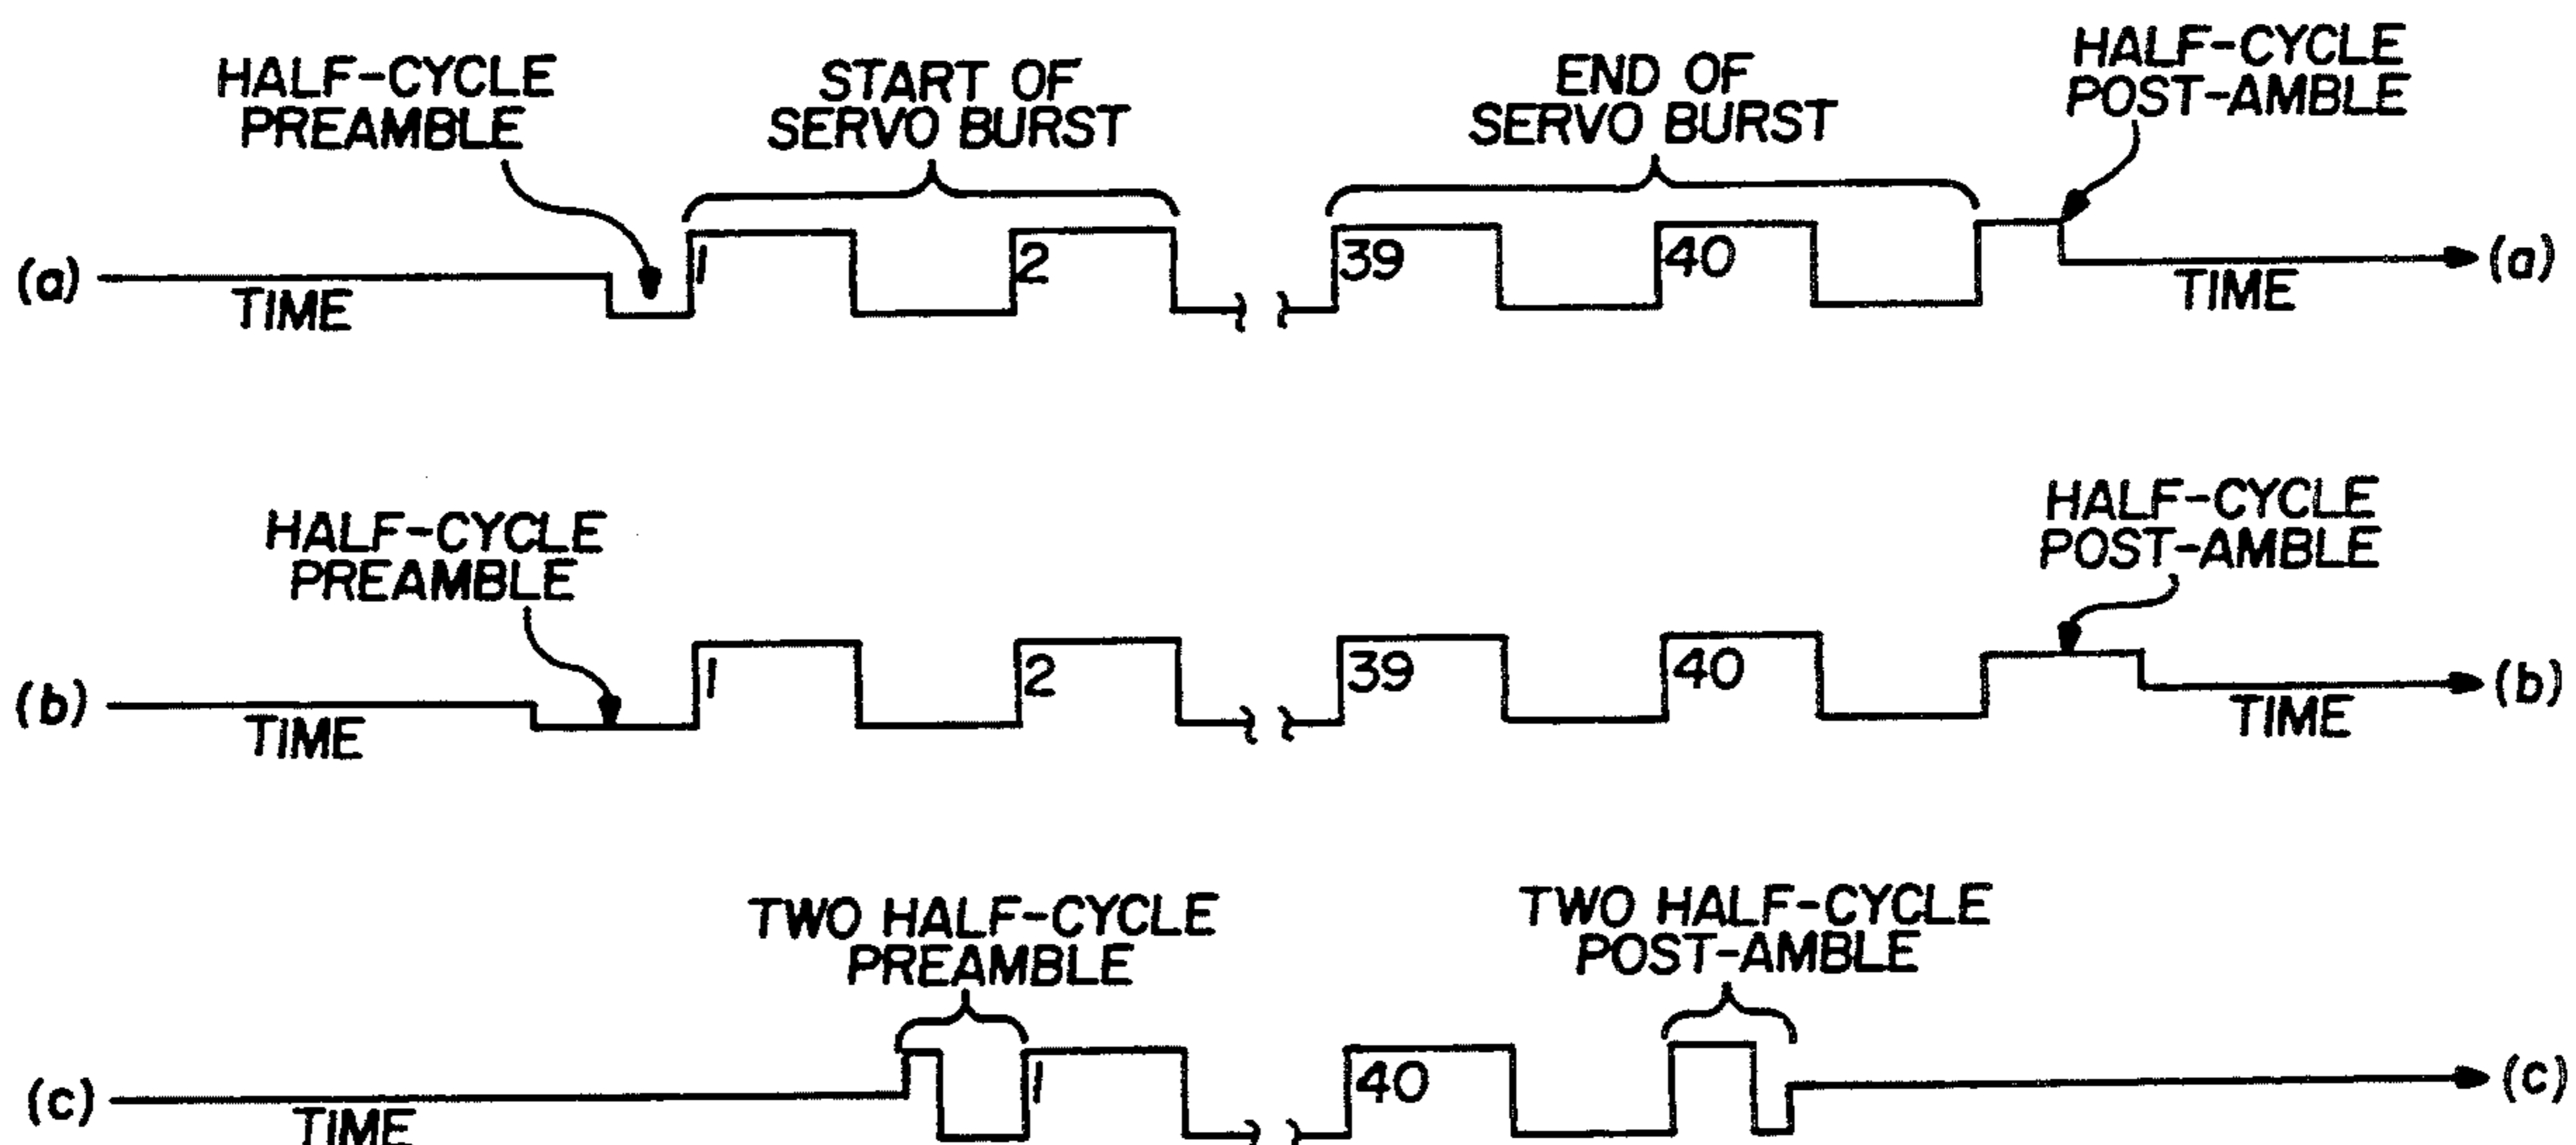 HALF-CYCLE
PREAMBLE
START OF
SERVO BURST
END OF
SERVO BURST
HALF-CYCLE
POST-AMBLE
(a)
TIME
1
2
39
40
TIME
(a)
HALF-CYCLE
PREAMBLE
HALF-CYCLE
POST-AMBLE
(b)
TIME
1
2
39
40
TIME
(b)
TWO HALF-CYCLE
PREAMBLE
TWO HALF-CYCLE
POST-AMBLE
(c)
TIME
1
40
(c)